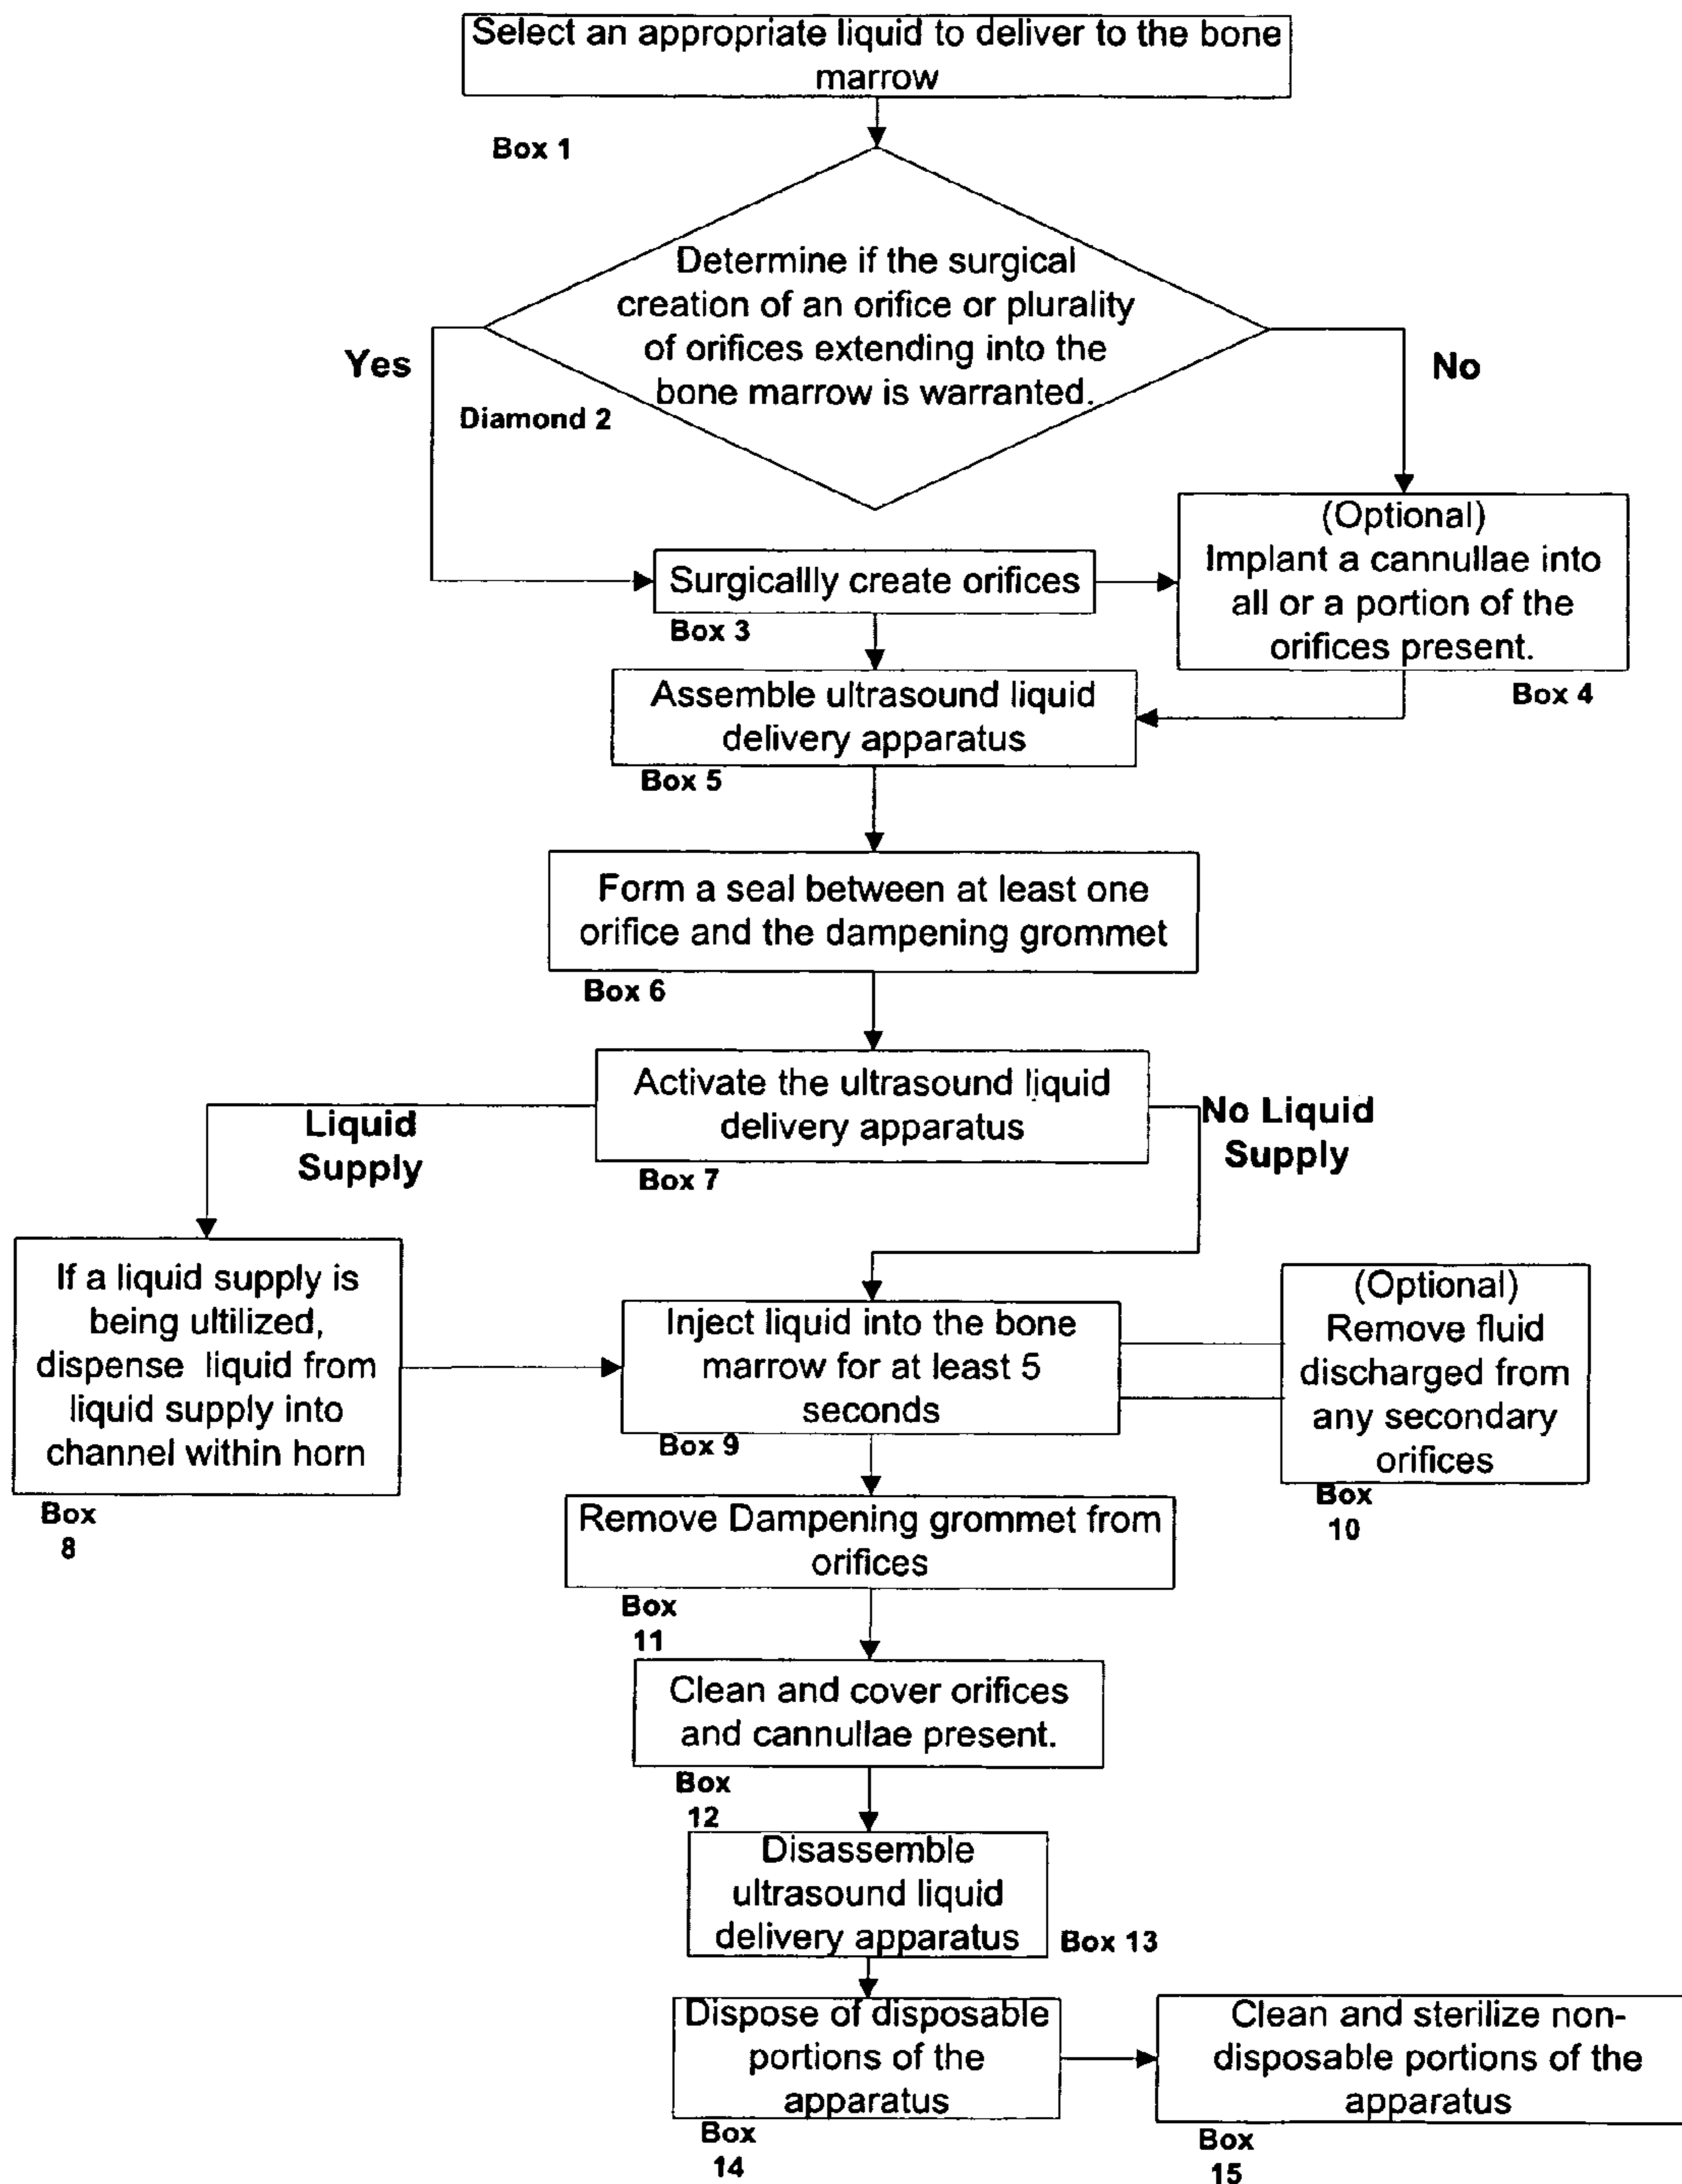 Select an appropriate liquid to deliver to the bone
marrow
Box 1
Determine if the surgical
creation of an orifice or plurality
of orifices extending into the
bone marrow is warranted.
Yes
No
Diamond 2
(Optional)
Implant a cannullae into
all or a portion of the
orifices present.
Box 4
Surgicallly create orifices
Box 3
Assemble ultrasound liquid
delivery apparatus
Box 5
Form a seal between at least one
orifice and the dampening grommet
Box 6
Activate the ultrasound liquid
delivery apparatus
Box 7
Liquid
Supply
No Liquid
Supply
If a liquid supply is
being ultilized,
dispense liquid from
liquid supply into
channel within horn
Box
8
Inject liquid into the bone
marrow for at least 5
seconds
Box 9
(Optional)
Remove fluid
discharged from
any secondary
orifices
Box
10
Remove Dampening grommet from
orifices
Box
11
Clean and cover orifices
and cannullae present.
Box
12
Disassemble
ultrasound liquid
delivery apparatus
Box 13
Dispose of disposable
portions of the
apparatus
Box
14
Clean and sterilize non-
disposable portions of the
apparatus
Box
15